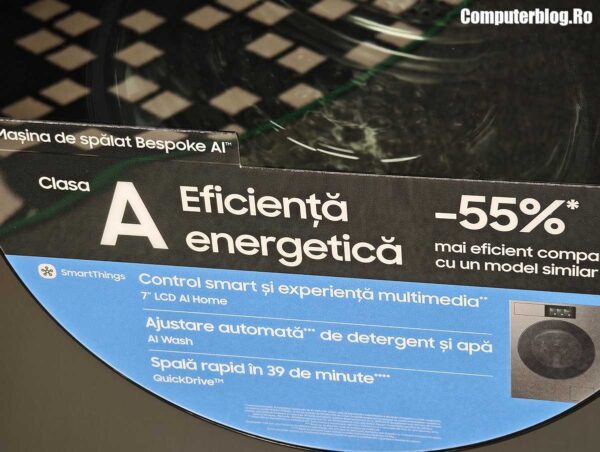 Computerblog.Ro
Mașina de spălat Bespoke AI™
Clasa
A
Eficiență
energetică
-55%*
mai eficient compa
cu un model similar
SmartThings
Control smart și experiență multimedia**
7" LCD AI Home
Ajustare automată*** de detergent și apă
AI Wash
Spală rapid în 39 de minute****
QuickDrive™